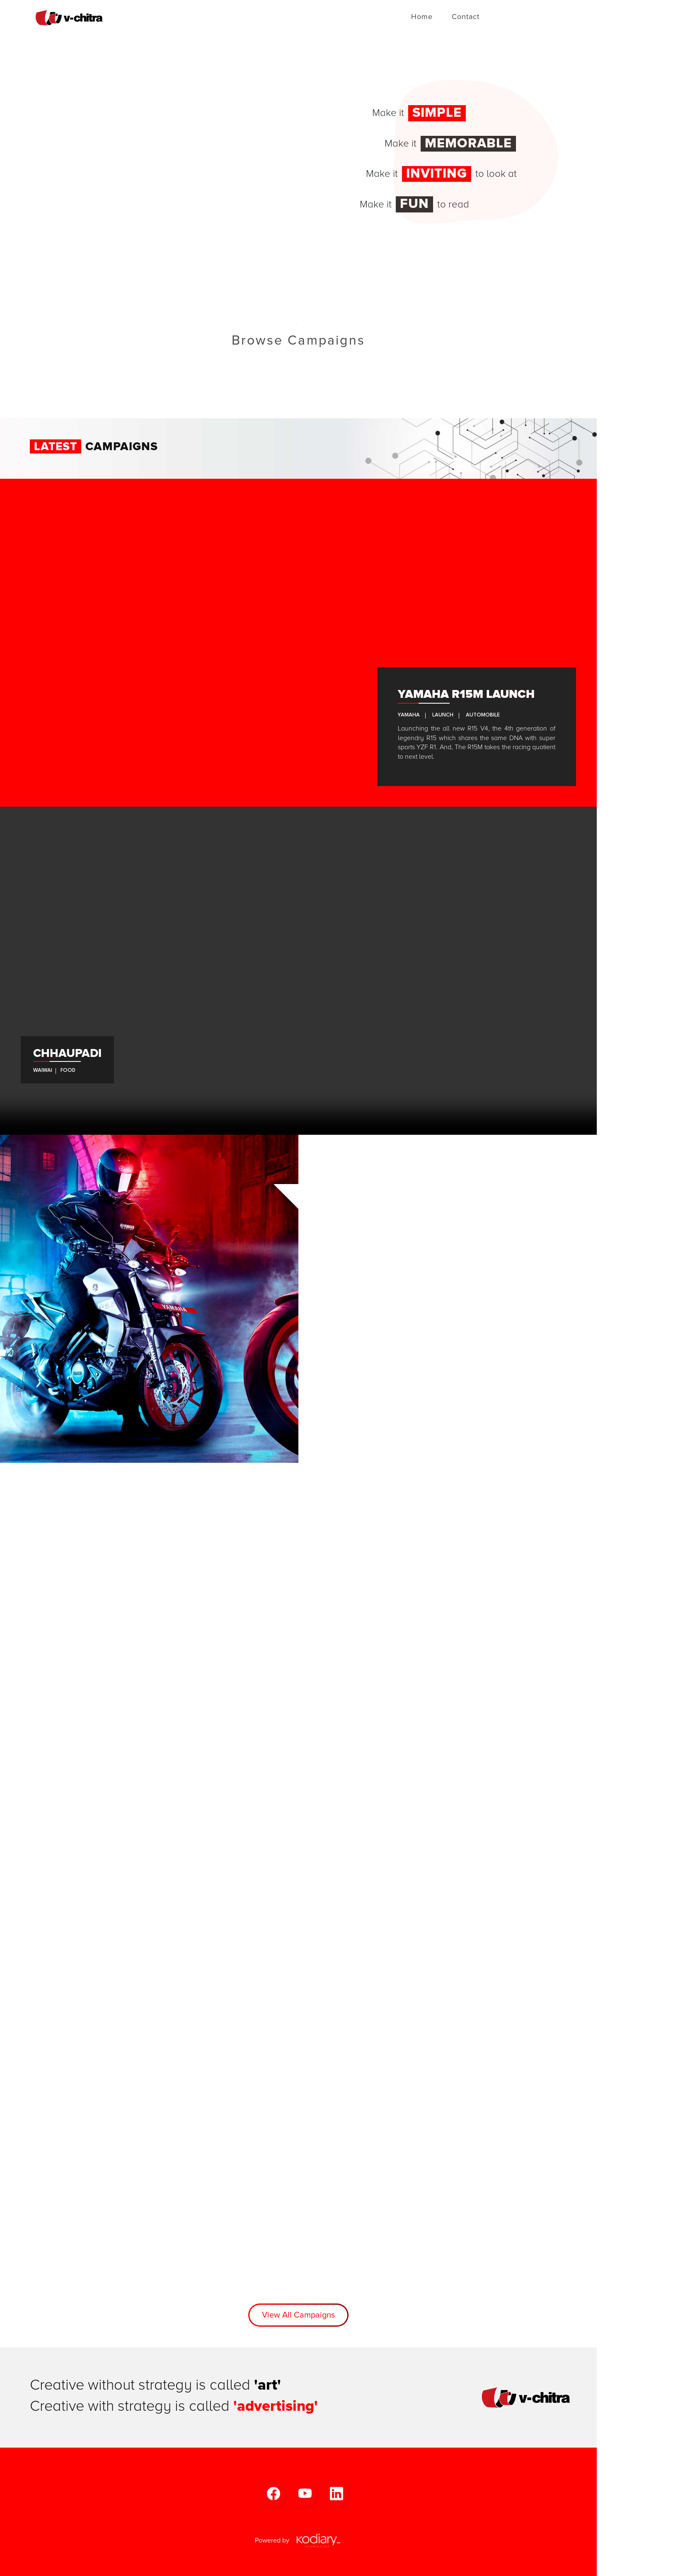 v-chitra
Home
Contact
Make it SIMPLE
Make it MEMORABLE
Make it INVITING to look at
Make it FUN to read
Browse Campaigns
LATEST CAMPAIGNS
YAMAHA R15M LAUNCH
YAMAHA | LAUNCH | AUTOMOBILE
Launching the all new R15 V4, the 4th generation of
legendry R15 which shares the same DNA with super
sports YZF R1. And, The R15M takes the racing quotient
to next level.
CHHAUPADI
WAIWAI | FOOD
YAMAHA
YAMAHA
View All Campaigns
Creative without strategy is called 'art'
Creative with strategy is called 'advertising'
v-chitra
Powered by kodiary